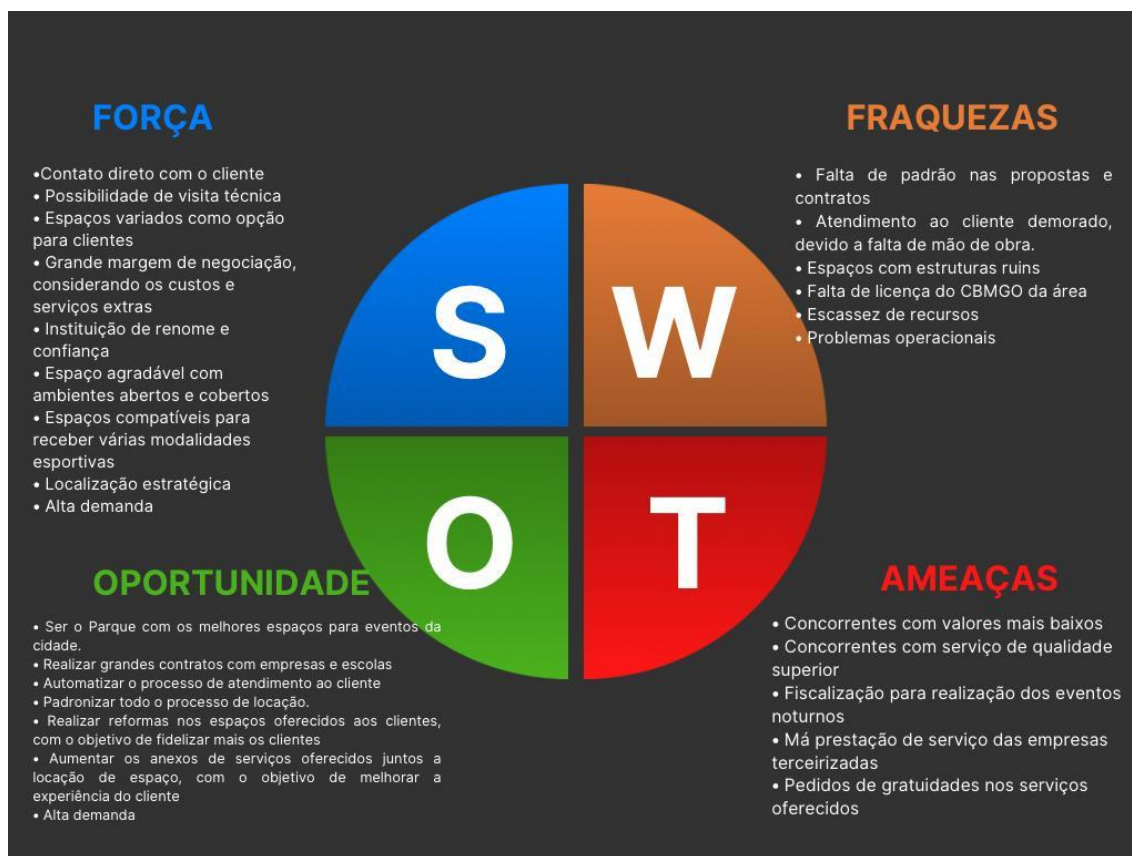 FORÇA
•Contato direto com o cliente
• Possibilidade de visita técnica
• Espaços variados como opção
para clientes
• Grande margem de negociação,
considerando os custos e
serviços extras
• Instituição de renome e
confiança
• Espaço agradável com
ambientes abertos e cobertos
• Espaços compatíveis para
receber várias modalidades
esportivas
• Localização estratégica
• Alta demanda
FRAQUEZAS
• Falta de padrão nas propostas e
contratos
• Atendimento ao cliente demorado,
devido a falta de mão de obra.
• Espaços com estruturas ruins
• Falta de licença do CBMGO da área
• Escassez de recursos
• Problemas operacionais
S
W
O
T
OPORTUNIDADE
• Ser o Parque com os melhores espaços para eventos da
cidade.
• Realizar grandes contratos com empresas e escolas
• Automatizar o processo de atendimento ao cliente
• Padronizar todo o processo de locação.
• Realizar reformas nos espaços oferecidos aos clientes,
com o objetivo de fidelizar mais os clientes
• Aumentar os anexos de serviços oferecidos juntos a
locação de espaço, com o objetivo de melhorar a
experiência do cliente
• Alta demanda
AMEAÇAS
• Concorrentes com valores mais baixos
• Concorrentes com serviço de qualidade
superior
• Fiscalização para realização dos eventos
noturnos
• Má prestação de serviço das empresas
terceirizadas
• Pedidos de gratuidades nos serviços
oferecidos